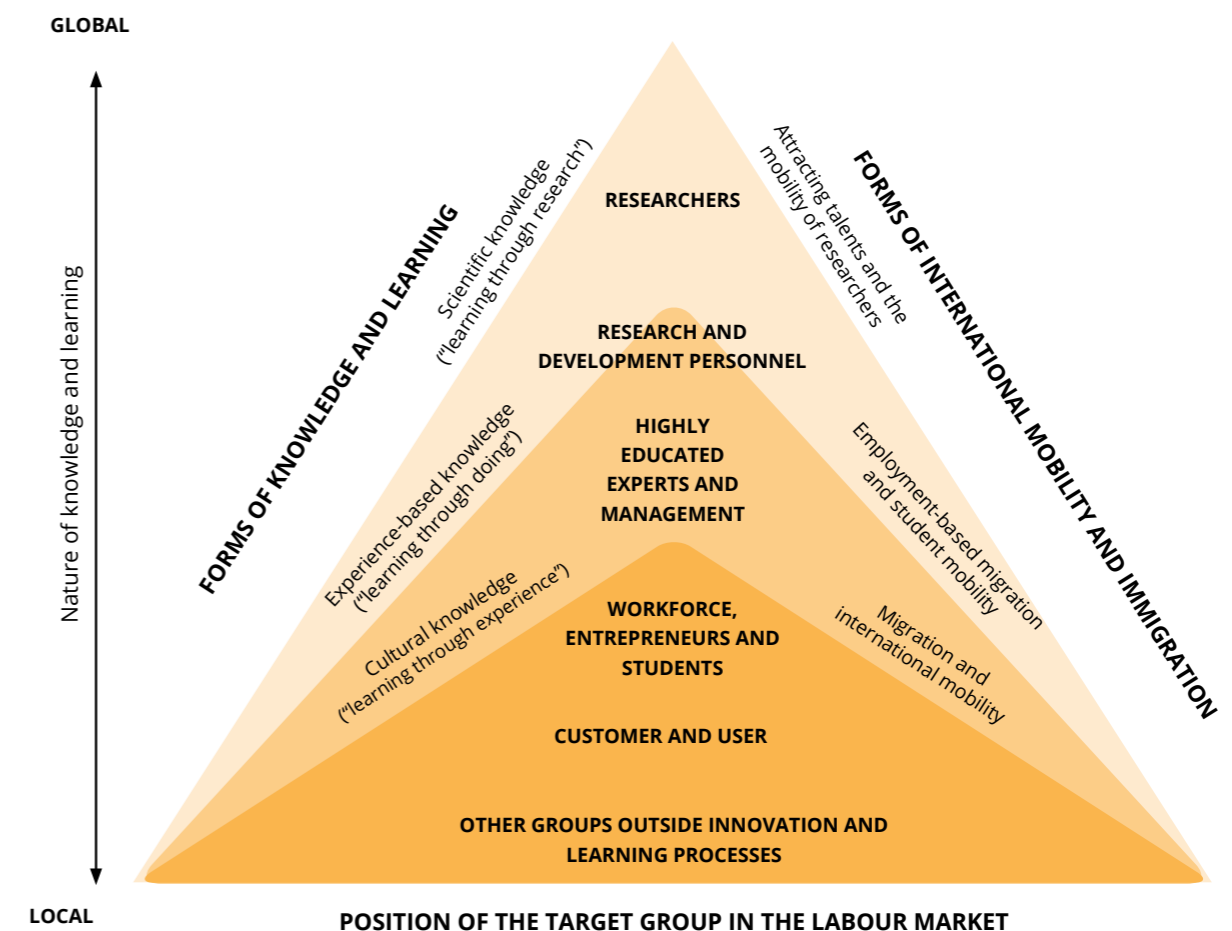 GLOBAL
Nature of knowledge and learning
LOCAL
FORMS OF KNOWLEDGE AND LEARNING
Scientific knowledge
(“learning through research”)
Experience-based knowledge
(“learning through doing”)
Cultural knowledge
(“learning through experience”)
RESEARCHERS
RESEARCH AND
DEVELOPMENT PERSONNEL
HIGHLY
EDUCATED
EXPERTS AND
MANAGEMENT
WORKFORCE,
ENTREPRENEURS AND
STUDENTS
CUSTOMER AND USER
OTHER GROUPS OUTSIDE INNOVATION AND
LEARNING PROCESSES
Attracting talents and the
mobility of researchers
Employment-based migration
and student mobility
Migration and
international mobility
FORMS OF INTERNATIONAL MOBILITY AND IMMIGRATION
POSITION OF THE TARGET GROUP IN THE LABOUR MARKET